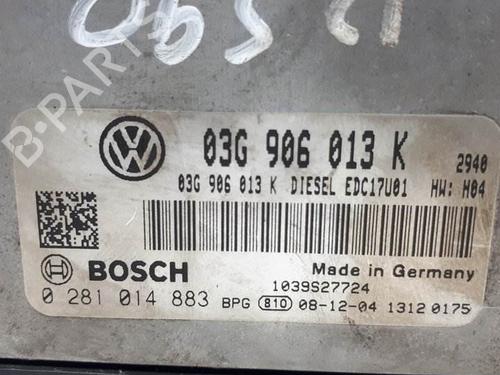 B-PARTS
03G 906 013 K
2940
03G 906 013 K DIESEL EDC17U01 HW: H04
BOSCH
Made in Germany
1039S27724
0 281 014 883 BPG 810 08-12-04 1312 0175